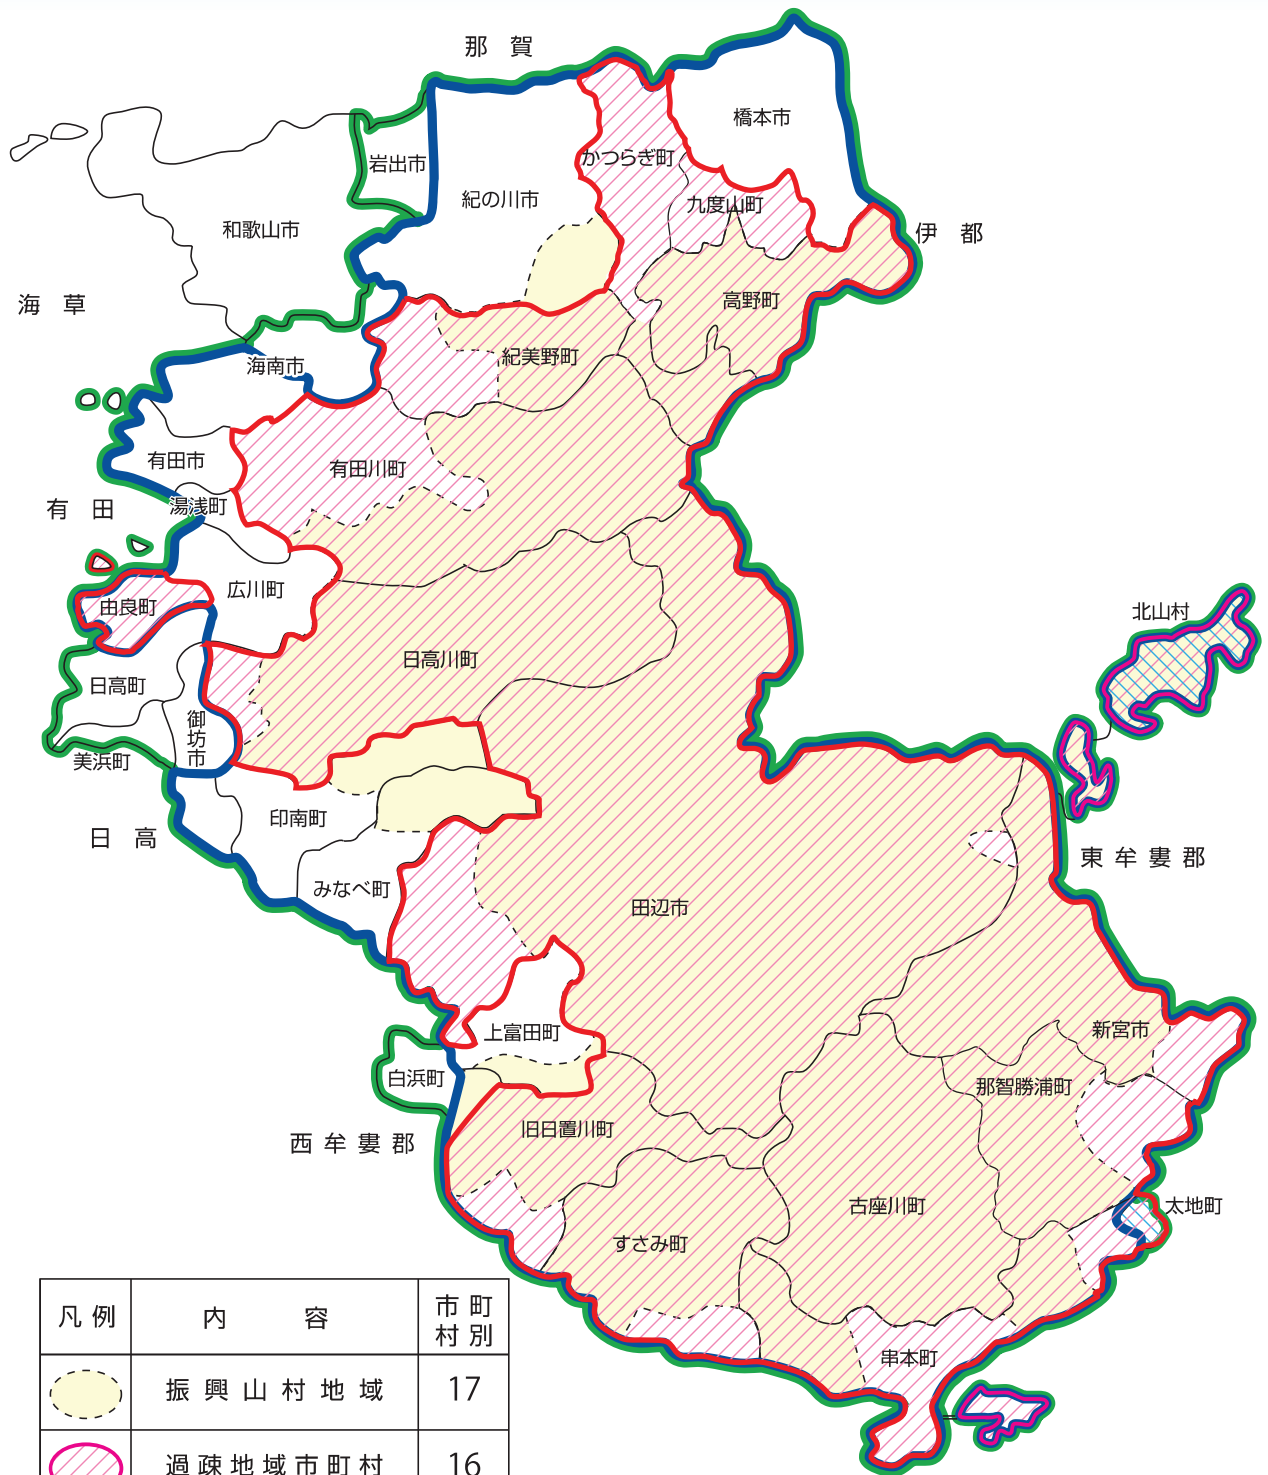 那賀
橋本市
かつらぎ町
岩出市
紀の川市
九度山町
和歌山市
伊都
海草
高野町
紀美野町
海南市
有田市
有田川町
有田
湯浅町
広川町
由良町
北山村
日高川町
日高町
御坊市
美浜町
印南町
日高
東牟婁郡
みなべ町
田辺市
上富田町
新宮市
白浜町
那智勝浦町
旧日置川町
西牟婁郡
古座川町
太地町
すさみ町
串本町
凡例 内容 市町村別
振興山村地域 17
過疎地域市町村 16